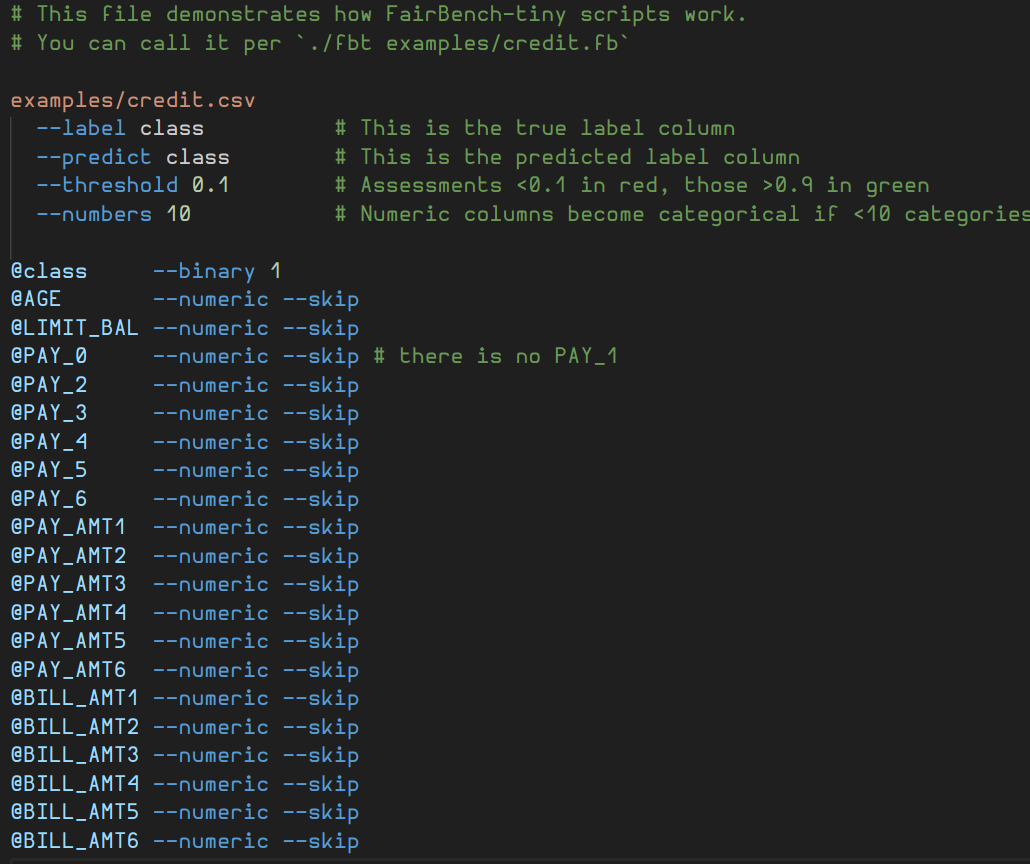 # This file demonstrates how FairBench-tiny scripts work.
# You can call it per `./fbt examples/credit.fb`
examples/credit.csv
--label class # This is the true label column
--predict class # This is the predicted label column
--threshold 0.1 # Assessments <0.1 in red, those >0.9 in green
--numbers 10 # Numeric columns become categorical if <10 categories
@class --binary 1
@AGE --numeric --skip
@LIMIT_BAL --numeric --skip
@PAY_0 --numeric --skip # there is no PAY_1
@PAY_2 --numeric --skip
@PAY_3 --numeric --skip
@PAY_4 --numeric --skip
@PAY_5 --numeric --skip
@PAY_6 --numeric --skip
@PAY_AMT1 --numeric --skip
@PAY_AMT2 --numeric --skip
@PAY_AMT3 --numeric --skip
@PAY_AMT4 --numeric --skip
@PAY_AMT5 --numeric --skip
@PAY_AMT6 --numeric --skip
@BILL_AMT1 --numeric --skip
@BILL_AMT2 --numeric --skip
@BILL_AMT3 --numeric --skip
@BILL_AMT4 --numeric --skip
@BILL_AMT5 --numeric --skip
@BILL_AMT6 --numeric --skip